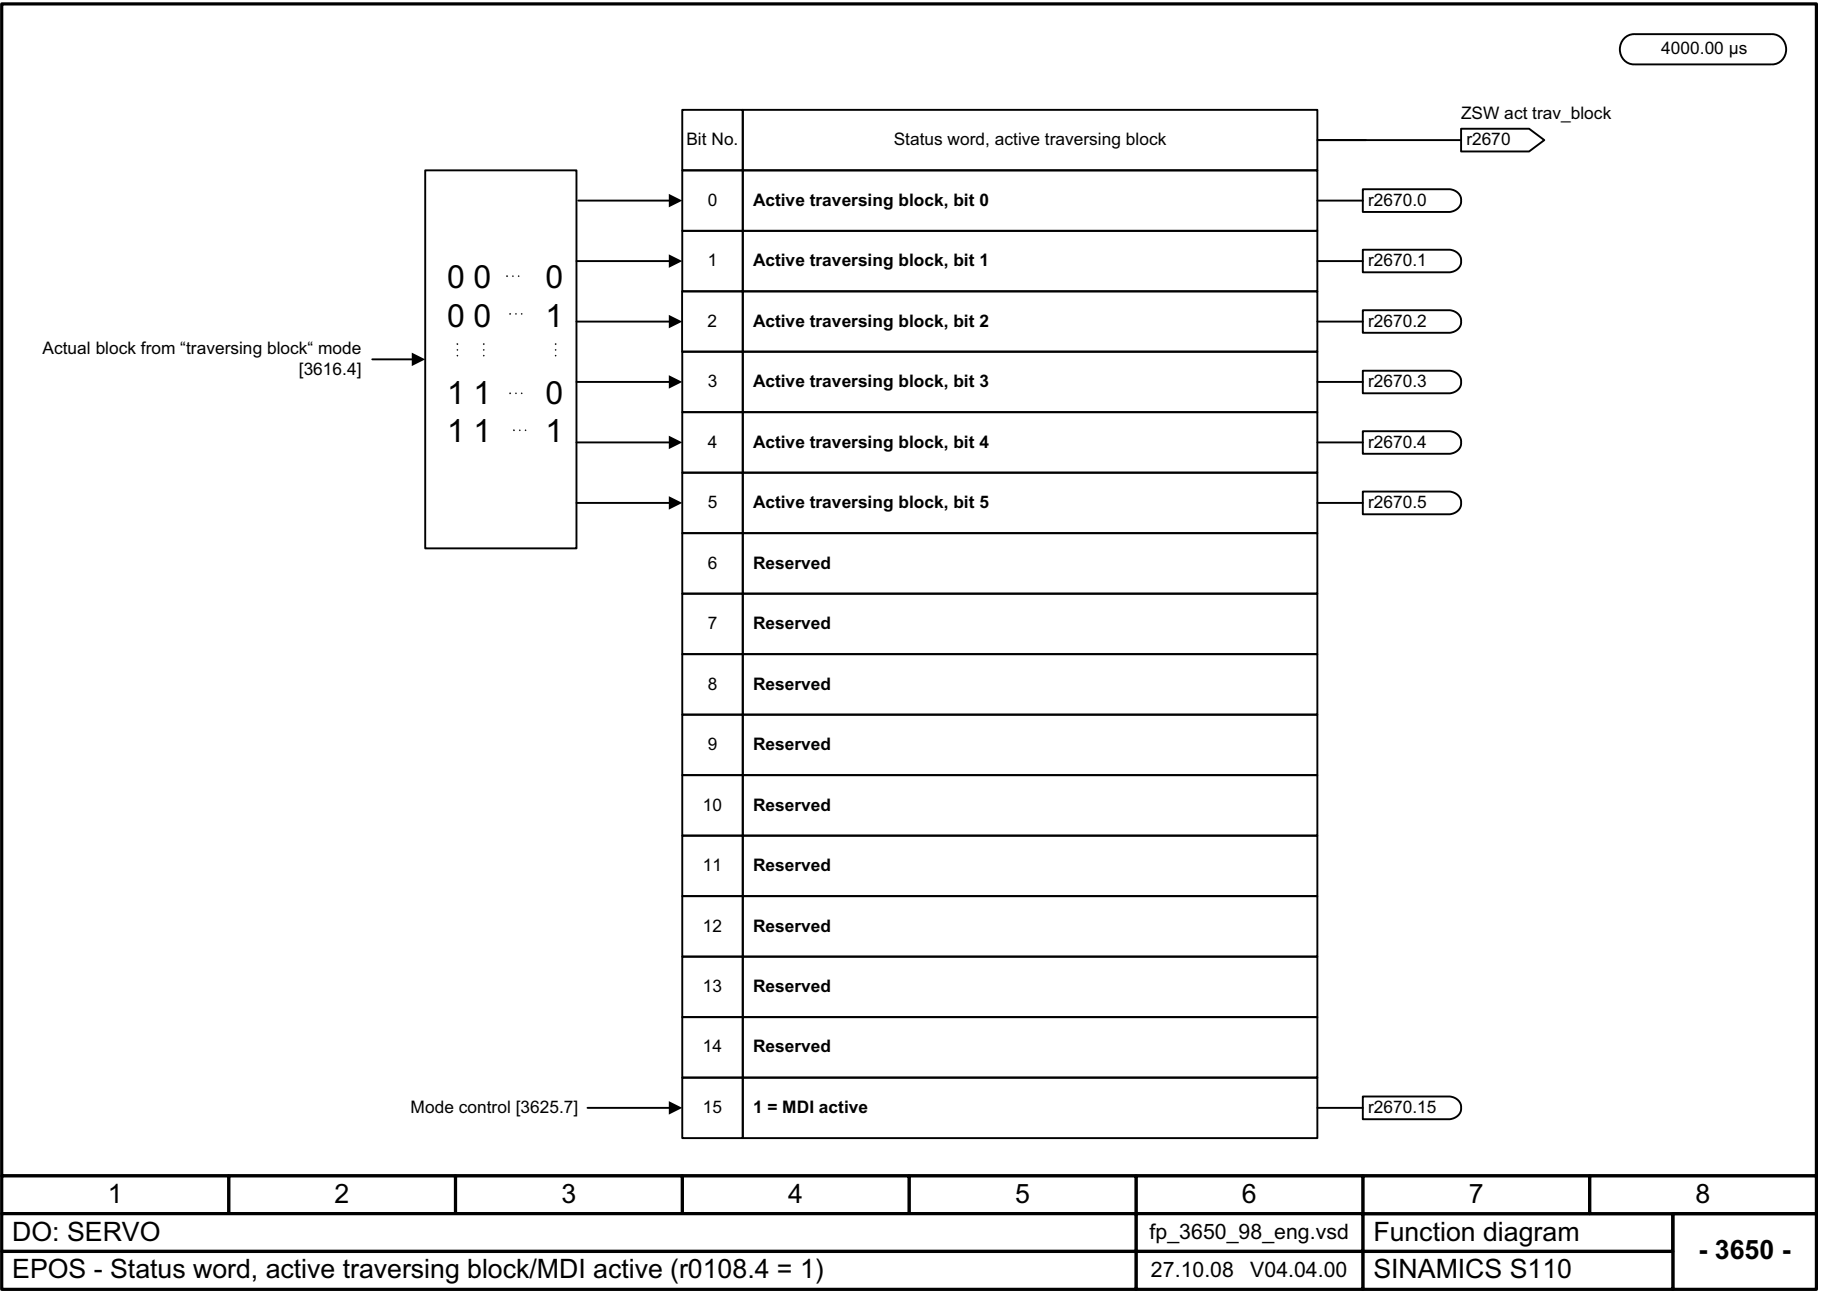 4000.00 µs
ZSW act trav_block
Bit No. Status word, active traversing block r2670
0 Active traversing block, bit 0 r2670.0
1 Active traversing block, bit 1 r2670.1
0 0 ... 0
0 0 ... 1
2 Active traversing block, bit 2 r2670.2
Actual block from “traversing block“ mode
[3616.4]
3 Active traversing block, bit 3 r2670.3
1 1 ... 0
1 1 ... 1
4 Active traversing block, bit 4 r2670.4
5 Active traversing block, bit 5 r2670.5
6 Reserved
7 Reserved
8 Reserved
9 Reserved
10 Reserved
11 Reserved
12 Reserved
13 Reserved
14 Reserved
Mode control [3625.7] 15 1 = MDI active r2670.15
1 2 3 4 5 6 7 8
DO: SERVO fp_3650_98_eng.vsd Function diagram
- 3650 -
EPOS - Status word, active traversing block/MDI active (r0108.4 = 1) 27.10.08 V04.04.00 SINAMICS S110